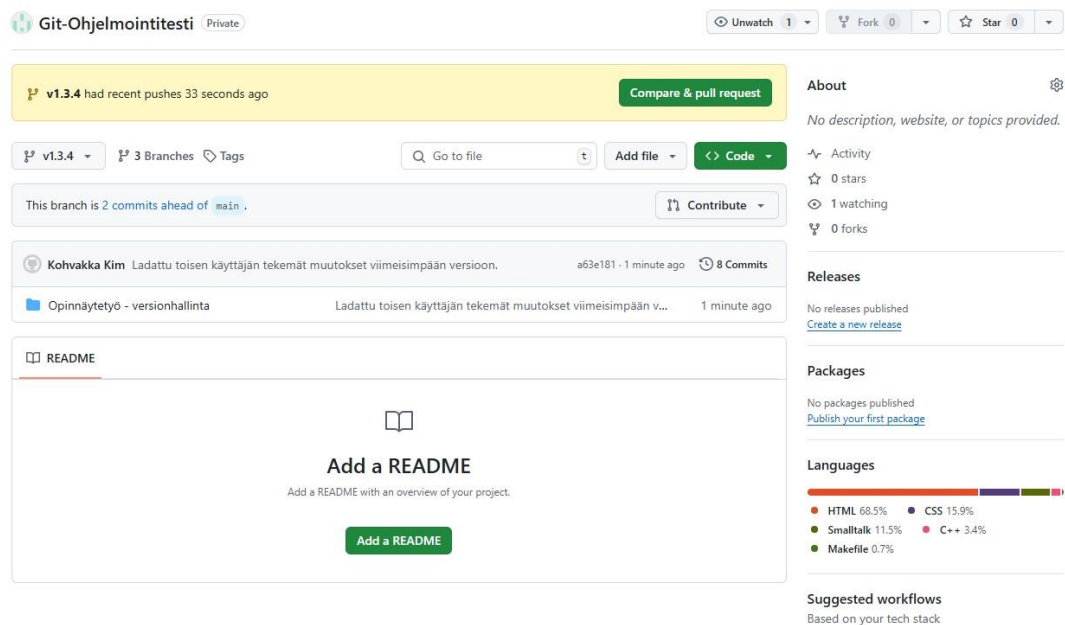 Git-Ohjelmointitesti Private
Unwatch 1
Fork 0
Star 0
v1.3.4 had recent pushes 33 seconds ago
Compare & pull request
v1.3.4
3 Branches
Tags
Go to file
t
Add file
Code
This branch is 2 commits ahead of main .
Contribute
Kohvakka Kim Ladattu toisen käyttäjän tekemät muutokset viimeisimpään versioon.
a63e181 · 1 minute ago
8 Commits
Opinnäytetyö - versionhallinta
Ladattu toisen käyttäjän tekemät muutokset viimeisimpään v...
1 minute ago
README
Add a README
Add a README with an overview of your project.
Add a README
About
No description, website, or topics provided.
Activity
0 stars
1 watching
0 forks
Releases
No releases published
Create a new release
Packages
No packages published
Publish your first package
Languages
HTML 68.5%
CSS 15.9%
Smalltalk 11.5%
C++ 3.4%
Makefile 0.7%
Suggested workflows
Based on your tech stack